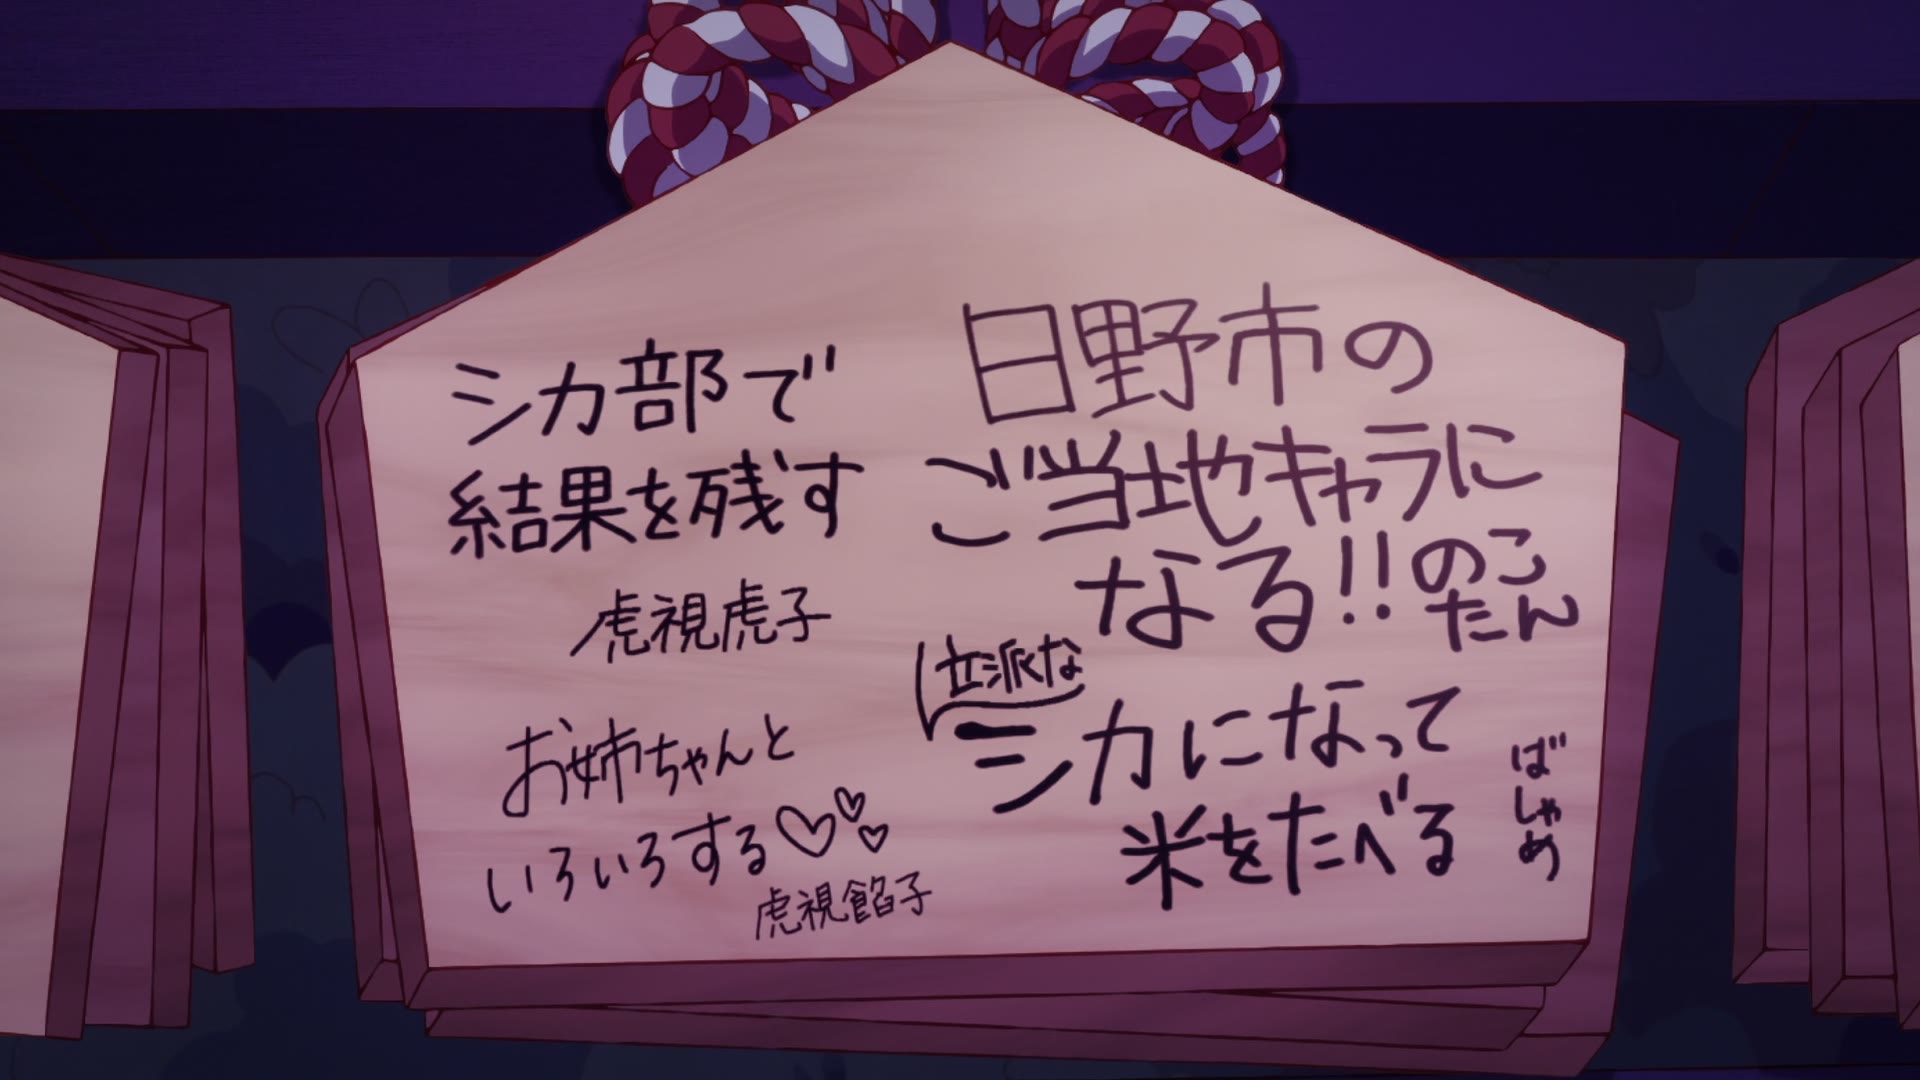 日野市の
ご当地キャラに
なる!! のこたん
シカ部で
結果を残す
虎視虎子
立派な
シカになって
米をたべる
ばしゃめ
お姉ちゃんと
いろいろする♡♡♡
虎視餡子